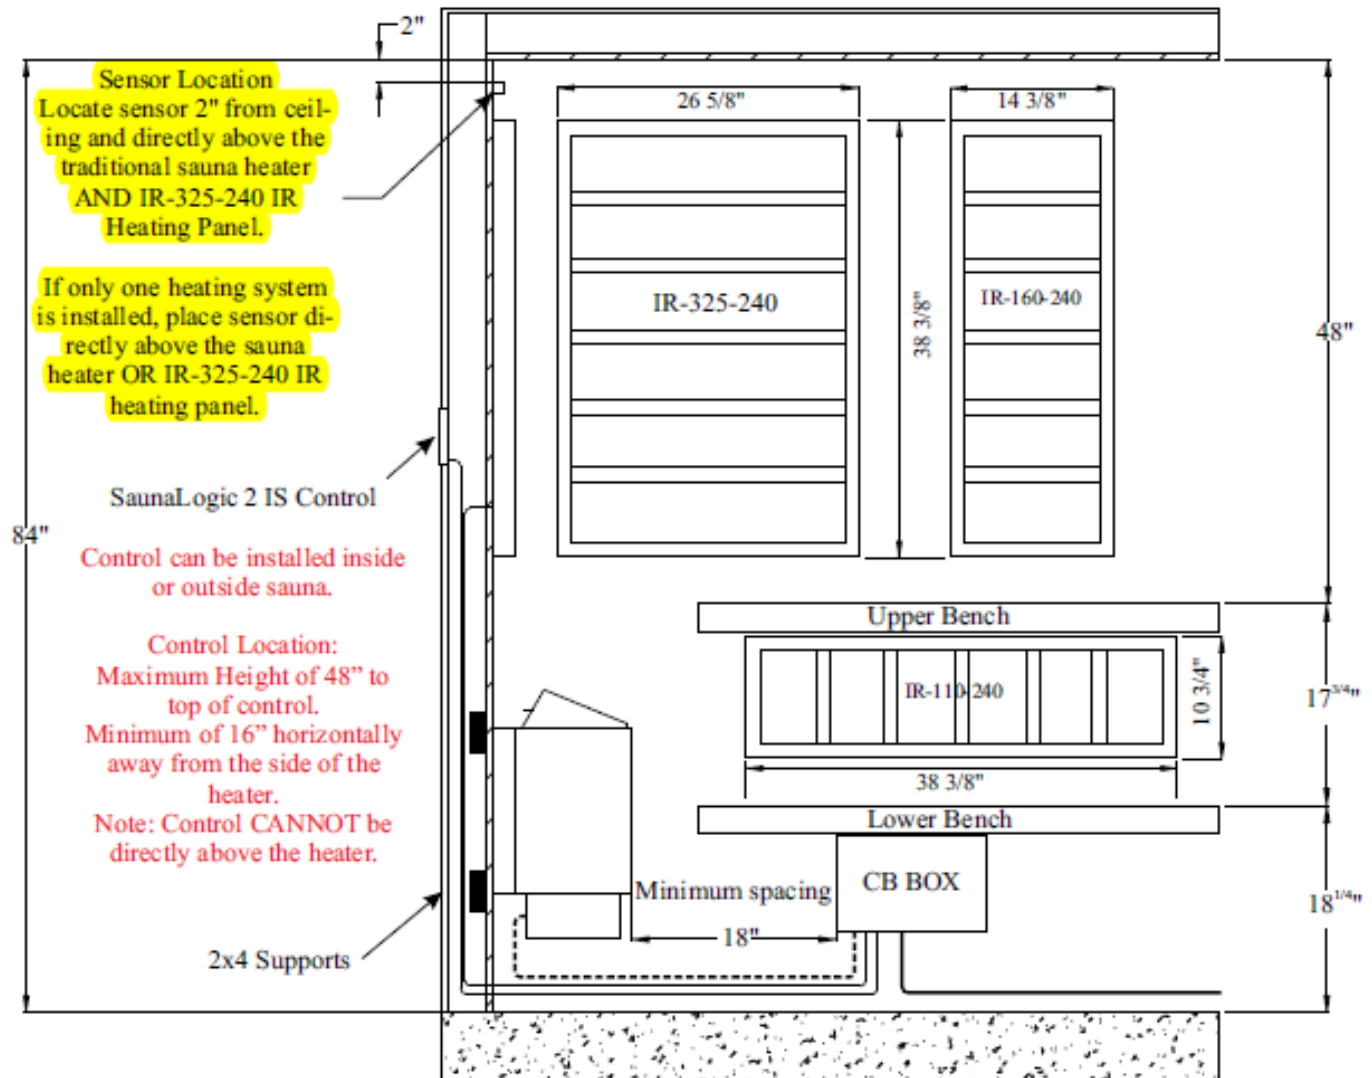 2"
Sensor Location
Locate sensor 2" from ceil-
ing and directly above the
traditional sauna heater
AND IR-325-240 IR
Heating Panel.
If only one heating system
is installed, place sensor di-
rectly above the sauna
heater OR IR-325-240 IR
heating panel.
SaunaLogic 2 IS Control
84"
Control can be installed inside
or outside sauna.
Control Location:
Maximum Height of 48” to
top of control.
Minimum of 16” horizontally
away from the side of the
heater.
Note: Control CANNOT be
directly above the heater.
2x4 Supports
26 5/8"
14 3/8"
IR-325-240
38 3/8"
IR-160-240
48"
Upper Bench
IR-110-240
10 3/4"
17 3/4"
38 3/8"
Lower Bench
CB BOX
Minimum spacing
18"
18 1/4"